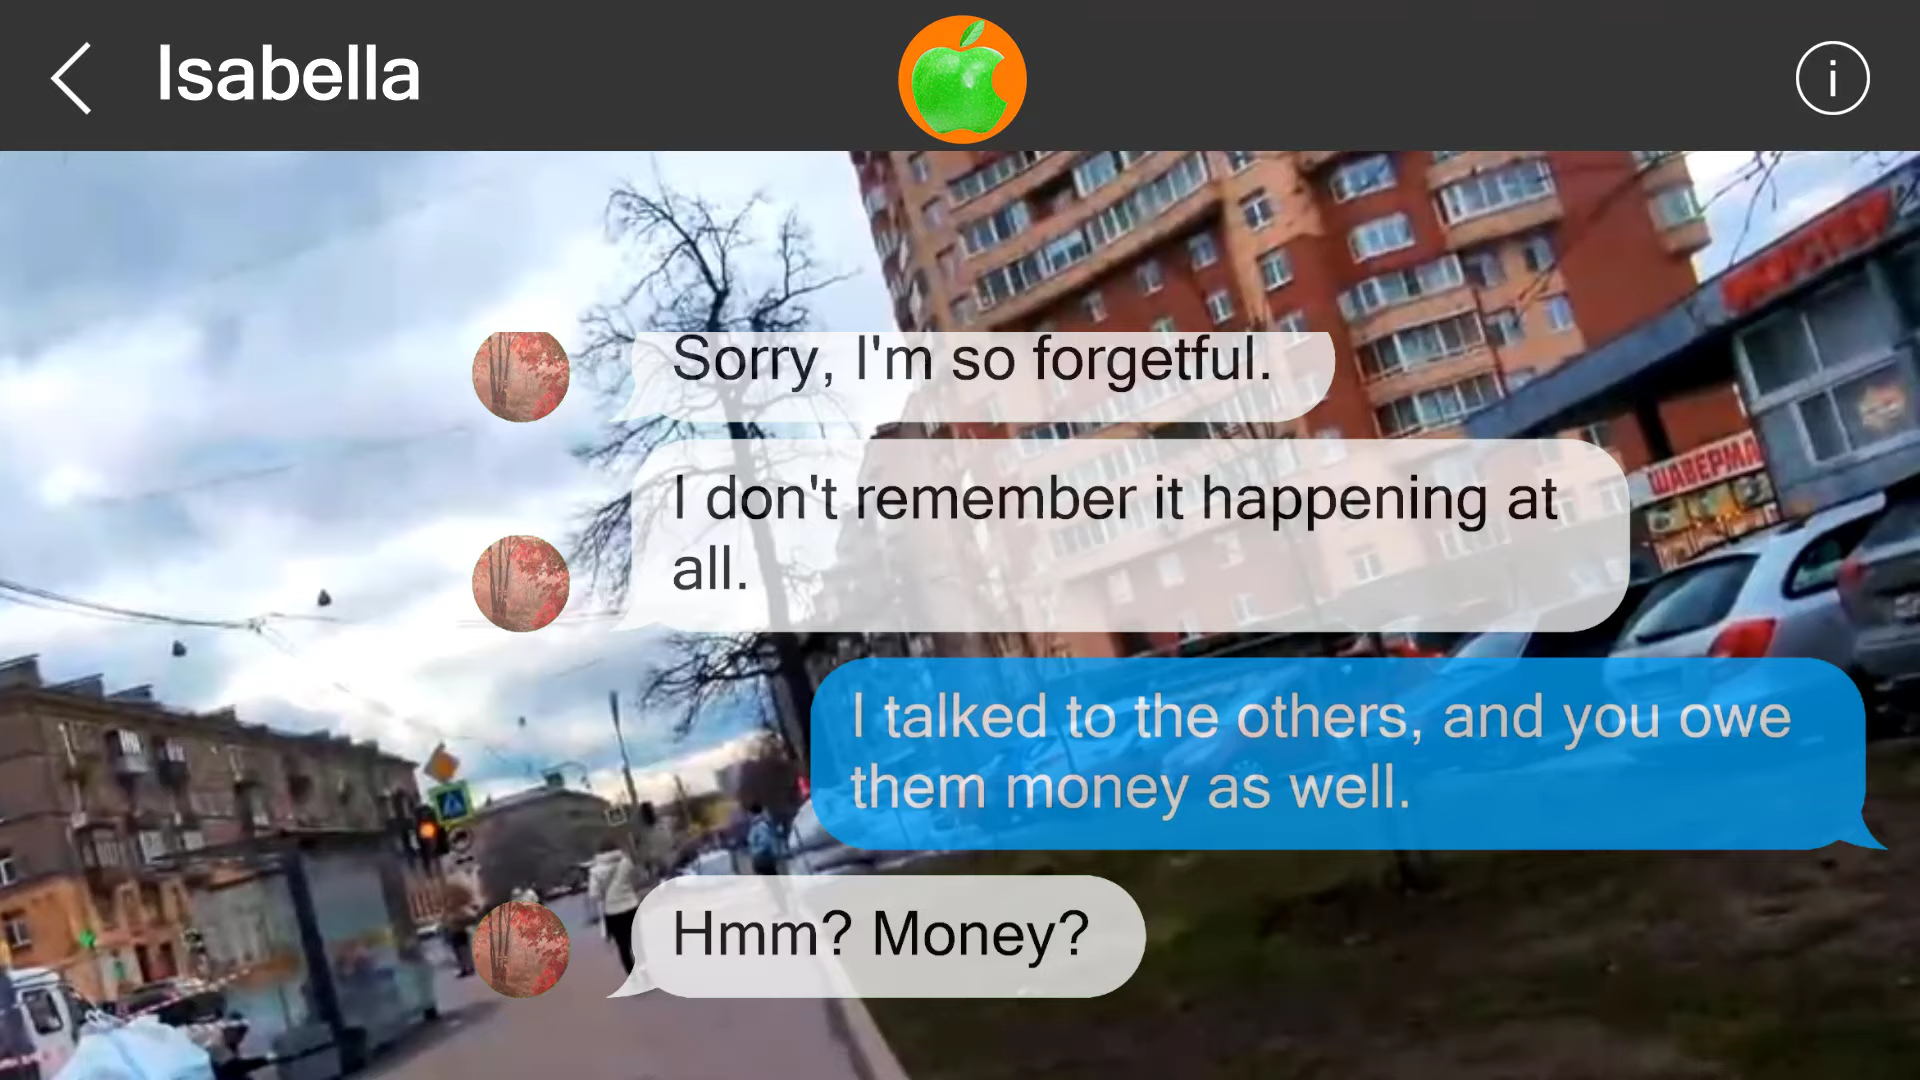 Isabella
i
Sorry, I'm so forgetful.
I don't remember it happening at
all.
ШАВЕРМА
I talked to the others, and you owe
them money as well.
Hmm? Money?